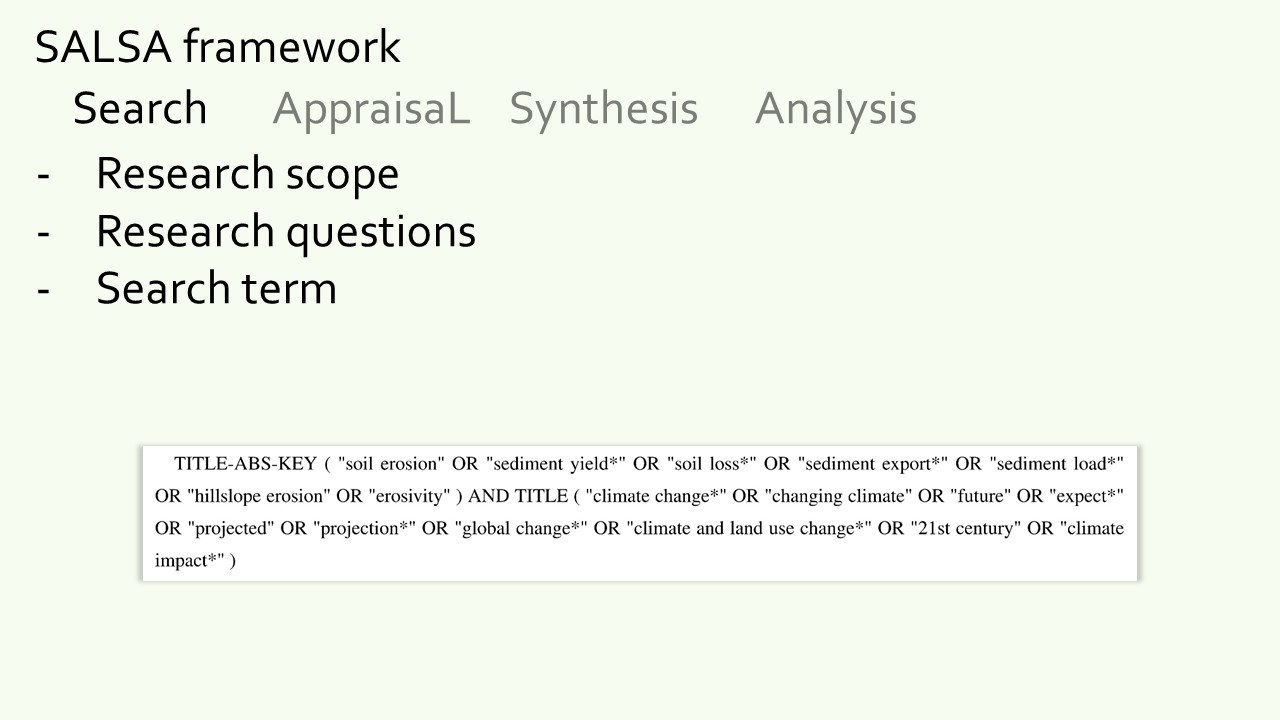 SALSA framework
Search AppraisaL Synthesis Analysis
- Research scope
- Research questions
- Search term
TITLE-ABS-KEY ( "soil erosion" OR "sediment yield*" OR "soil loss*" OR "sediment export*" OR "sediment load*"
OR "hillslope erosion" OR "erosivity" ) AND TITLE ( "climate change*" OR "changing climate" OR "future" OR "expect*"
OR "projected" OR "projection*" OR "global change*" OR "climate and land use change*" OR "21st century" OR "climate
impact*" )